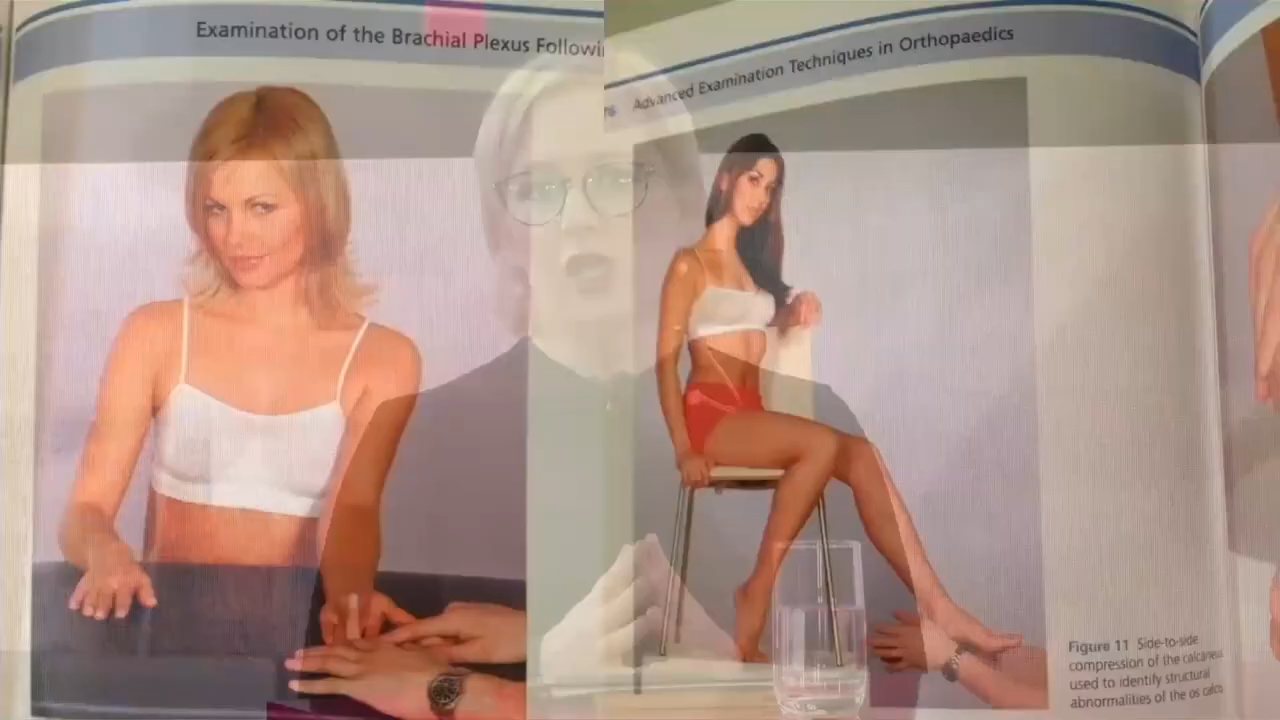 Examination of the Brachial Plexus Followi
76 Advanced Examination Techniques in Orthopaedics
Figure 11 Side-to-side
compression of the calcaneus
used to identify structural
abnormalities of the os calcis